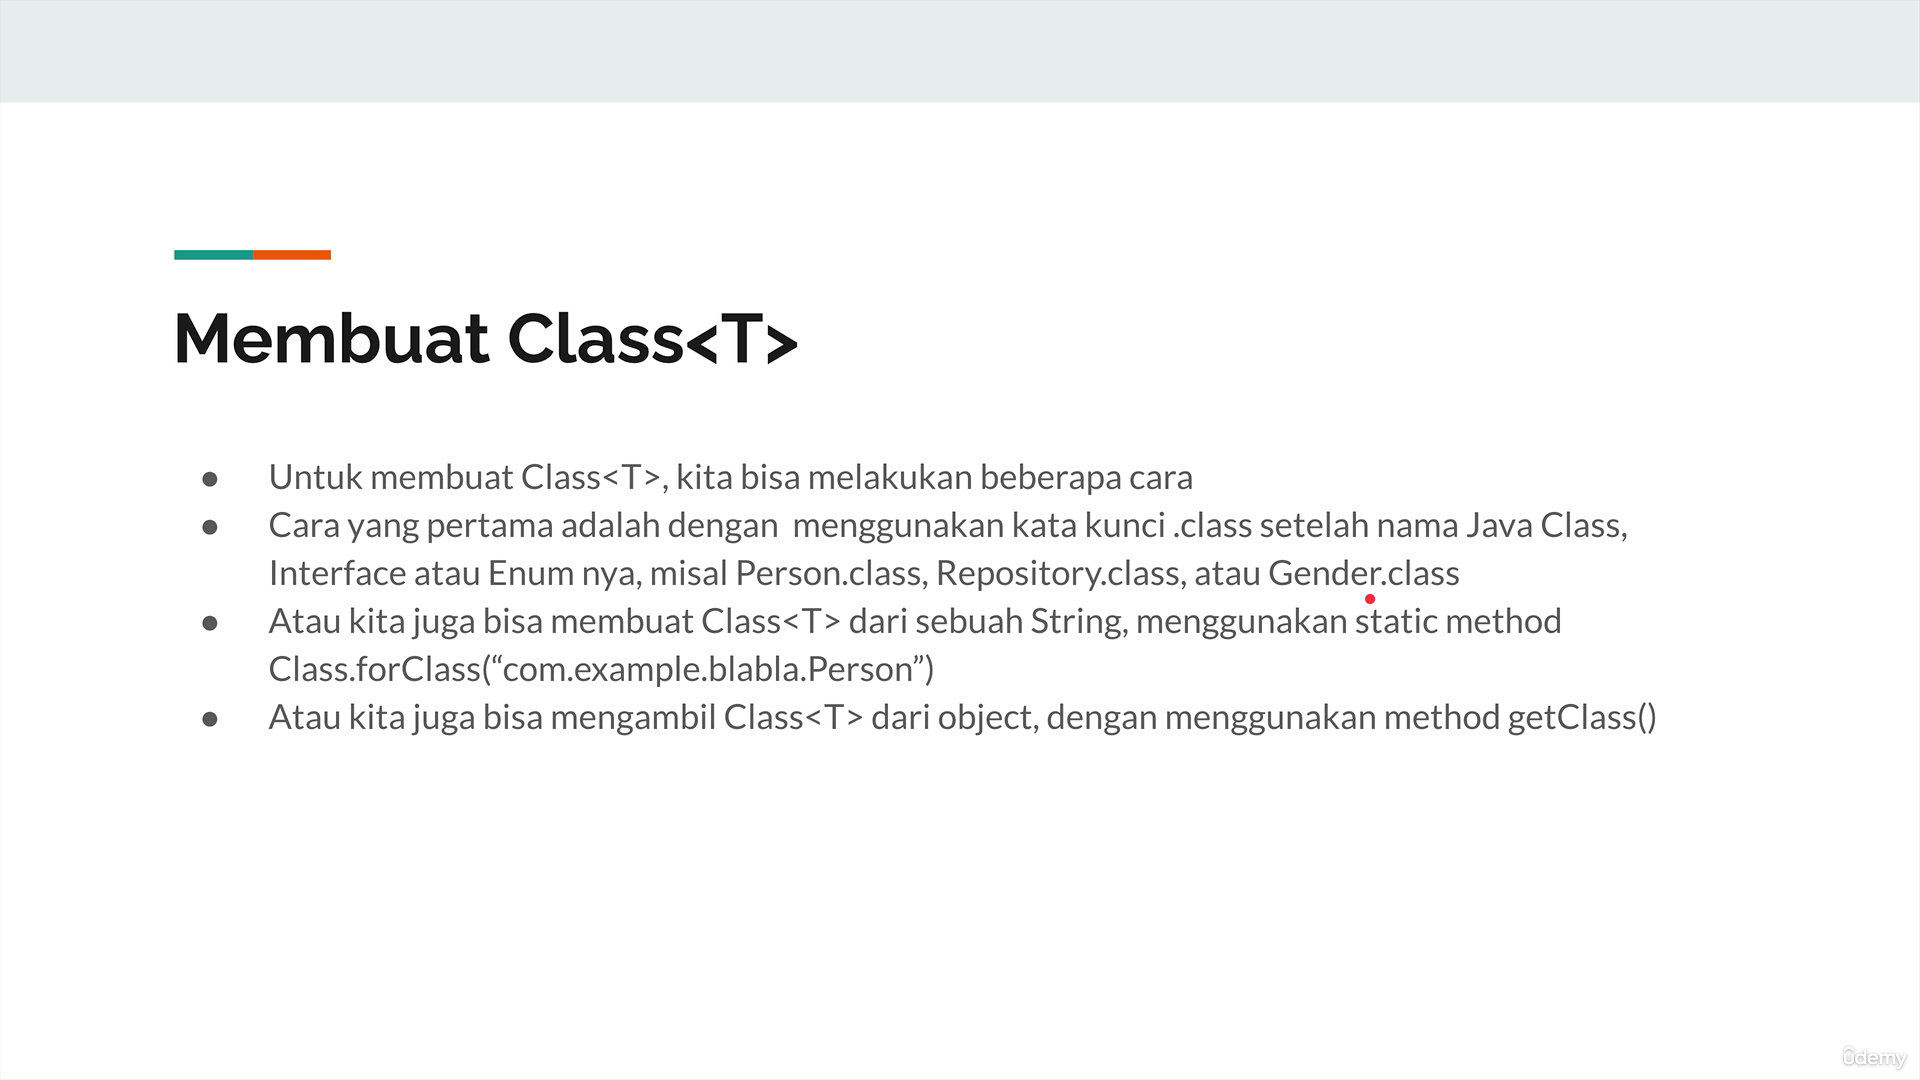 Membuat Class<T>
● Untuk membuat Class<T>, kita bisa melakukan beberapa cara
● Cara yang pertama adalah dengan  menggunakan kata kunci .class setelah nama Java Class,
Interface atau Enum nya, misal Person.class, Repository.class, atau Gender.class
● Atau kita juga bisa membuat Class<T> dari sebuah String, menggunakan static method
Class.forClass(“com.example.blabla.Person”)
● Atau kita juga bisa mengambil Class<T> dari object, dengan menggunakan method getClass()
ûdemy